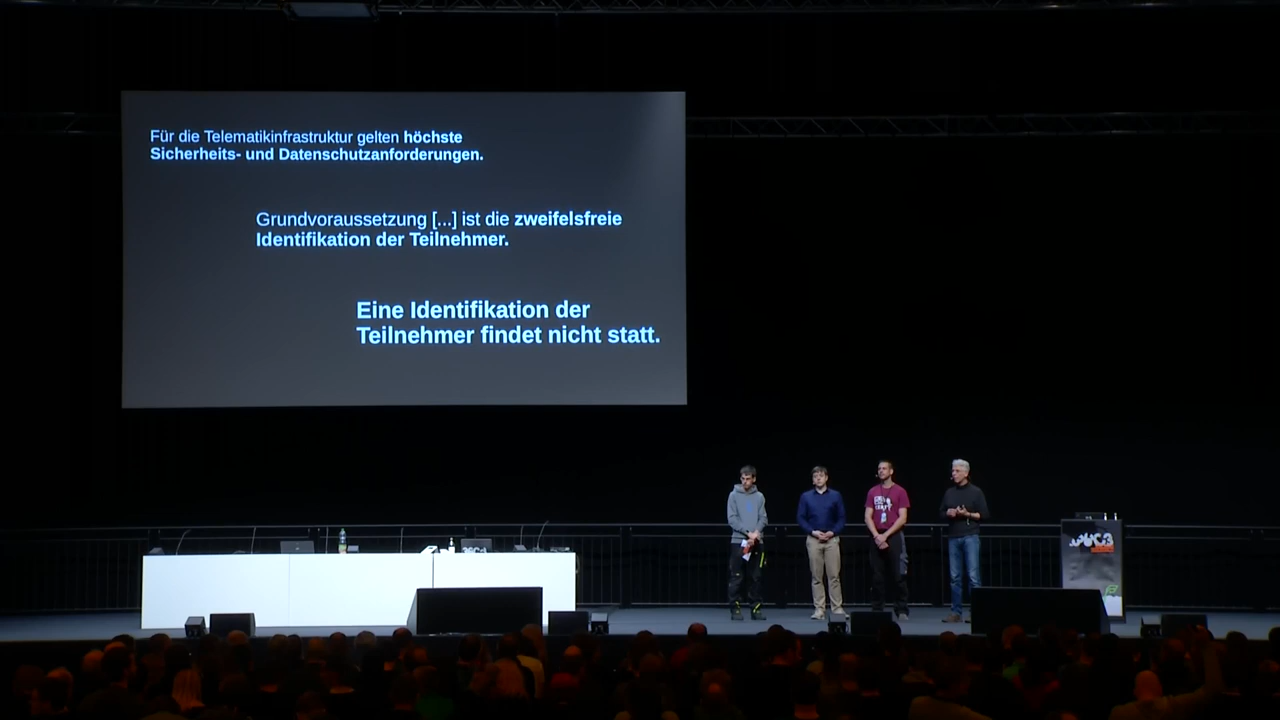 Für die Telematikinfrastruktur gelten höchste
Sicherheits- und Datenschutzanforderungen.
Grundvoraussetzung [...] ist die zweifelsfreie
Identifikation der Teilnehmer.
Eine Identifikation der
Teilnehmer findet nicht statt.